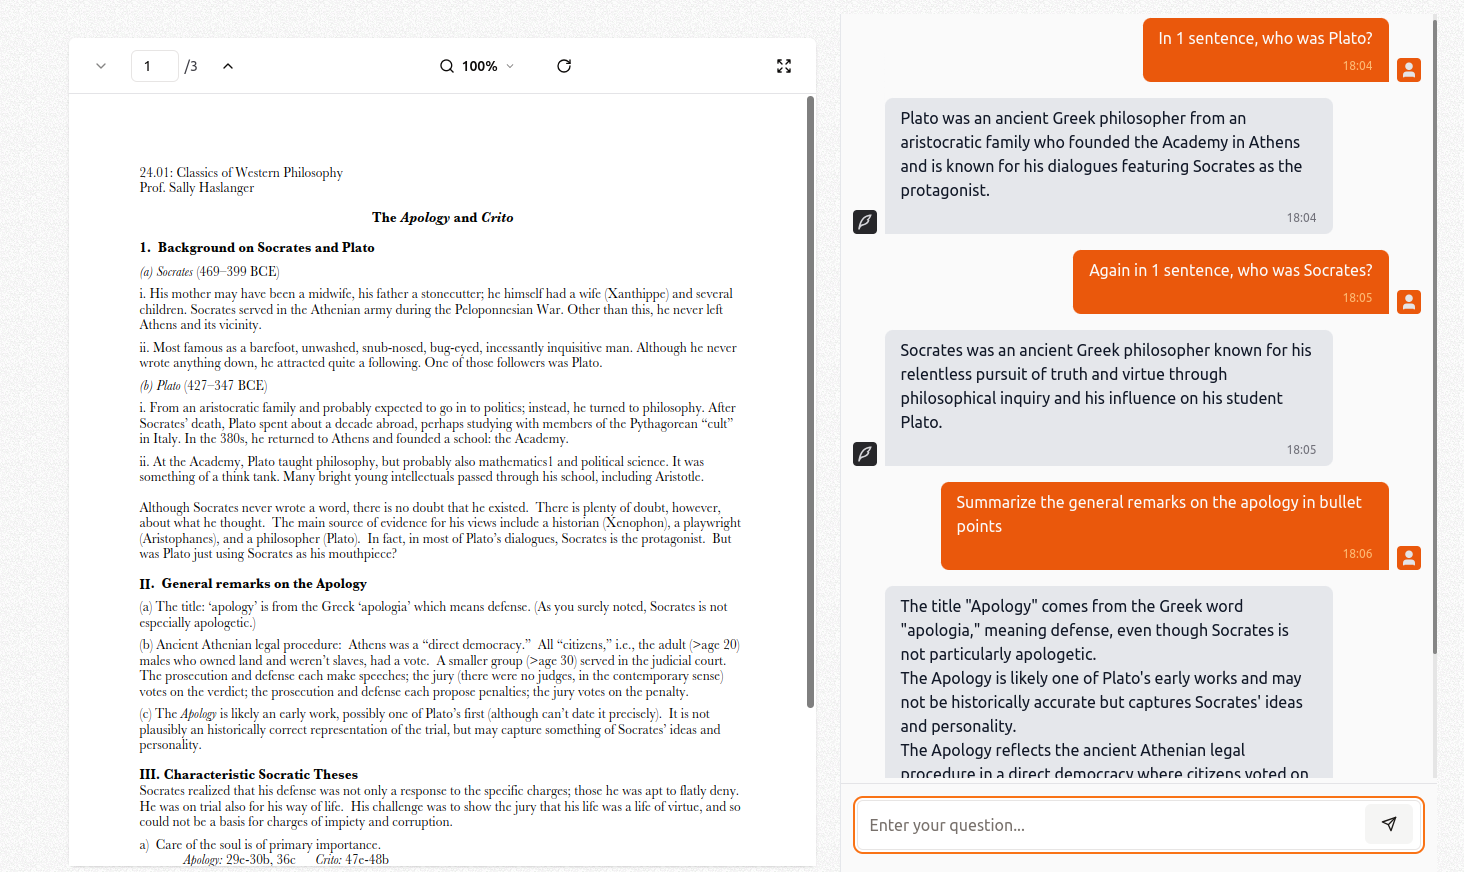 1 /3 100%
24.01: Classics of Western Philosophy
Prof. Sally Haslanger
The Apology and Crito
1. Background on Socrates and Plato
(a) Socrates (469–399 BCE)
i. His mother may have been a midwife, his father a stonecutter; he himself had a wife (Xanthippe) and several
children. Socrates served in the Athenian army during the Peloponnesian War. Other than this, he never left
Athens and its vicinity.
ii. Most famous as a barefoot, unwashed, snub-nosed, bug-eyed, incessantly inquisitive man. Although he never
wrote anything down, he attracted quite a following. One of those followers was Plato.
(b) Plato (427–347 BCE)
i. From an aristocratic family and probably expected to go in to politics; instead, he turned to philosophy. After
Socrates’ death, Plato spent about a decade abroad, perhaps studying with members of the Pythagorean “cult”
in Italy. In the 380s, he returned to Athens and founded a school: the Academy.
ii. At the Academy, Plato taught philosophy, but probably also mathematics1 and political science. It was
something of a think tank. Many bright young intellectuals passed through his school, including Aristotle.
Although Socrates never wrote a word, there is no doubt that he existed. There is plenty of doubt, however,
about what he thought. The main source of evidence for his views include a historian (Xenophon), a playwright
(Aristophanes), and a philosopher (Plato). In fact, in most of Plato’s dialogues, Socrates is the protagonist. But
was Plato just using Socrates as his mouthpiece?
II. General remarks on the Apology
(a) The title: ‘apology’ is from the Greek ‘apologia’ which means defense. (As you surely noted, Socrates is not
especially apologetic.)
(b) Ancient Athenian legal procedure: Athens was a “direct democracy.” All “citizens,” i.e., the adult (>age 20)
males who owned land and weren’t slaves, had a vote. A smaller group (>age 30) served in the judicial court.
The prosecution and defense each make speeches; the jury (there were no judges, in the contemporary sense)
votes on the verdict; the prosecution and defense each propose penalties; the jury votes on the penalty.
(c) The Apology is likely an early work, possibly one of Plato’s first (although can’t date it precisely). It is not
plausibly an historically correct representation of the trial, but may capture something of Socrates’ ideas and
personality.
III. Characteristic Socratic Theses
Socrates realized that his defense was not only a response to the specific charges; those he was apt to flatly deny.
He was on trial also for his way of life. His challenge was to show the jury that his life was a life of virtue, and so
could not be a basis for charges of impiety and corruption.
a) Care of the soul is of primary importance.
Apology: 29e-30b, 36c Crito: 47e-48b
In 1 sentence, who was Plato?
18:04
Plato was an ancient Greek philosopher from an
aristocratic family who founded the Academy in Athens
and is known for his dialogues featuring Socrates as the
protagonist.
18:04
Again in 1 sentence, who was Socrates?
18:05
Socrates was an ancient Greek philosopher known for his
relentless pursuit of truth and virtue through
philosophical inquiry and his influence on his student
Plato.
18:05
Summarize the general remarks on the apology in bullet
points
18:06
The title "Apology" comes from the Greek word
"apologia," meaning defense, even though Socrates is
not particularly apologetic.
The Apology is likely one of Plato's early works and may
not be historically accurate but captures Socrates' ideas
and personality.
The Apology reflects the ancient Athenian legal
procedure in a direct democracy where citizens voted on
Enter your question...